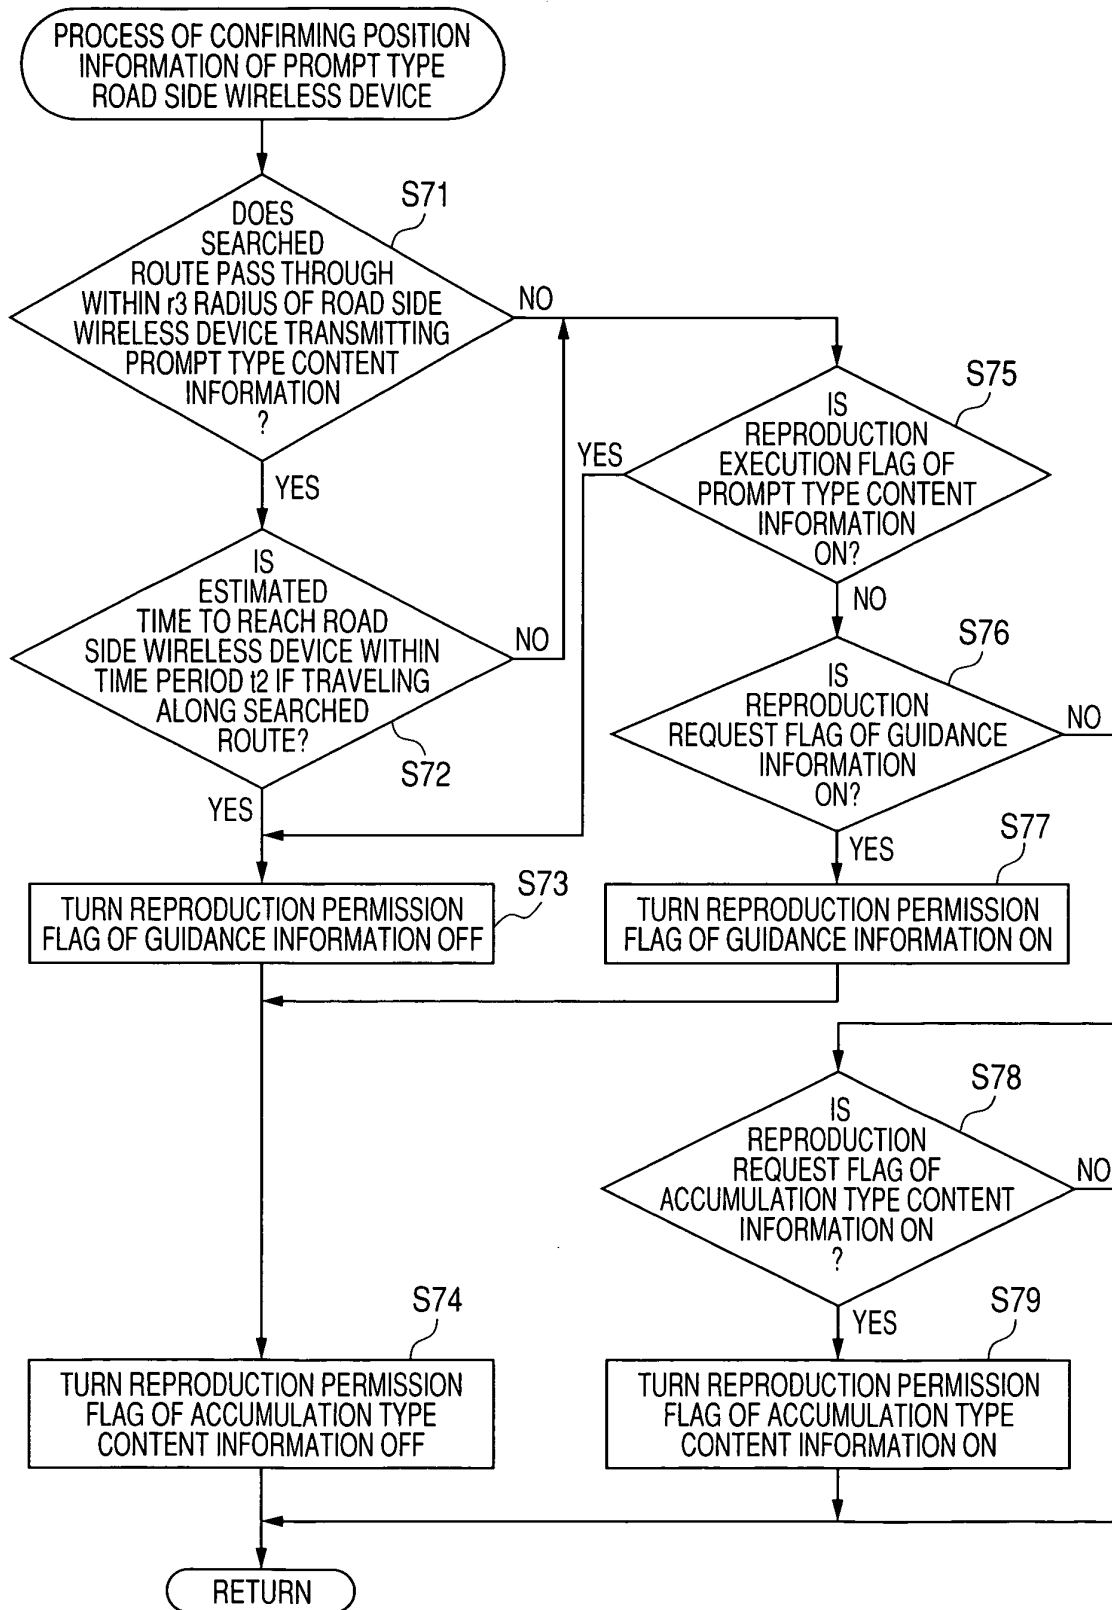 PROCESS OF CONFIRMING POSITION
INFORMATION OF PROMPT TYPE
ROAD SIDE WIRELESS DEVICE
S71
DOES
SEARCHED
ROUTE PASS THROUGH
WITHIN r3 RADIUS OF ROAD SIDE
WIRELESS DEVICE TRANSMITTING
PROMPT TYPE CONTENT
INFORMATION
?
NO
YES
IS
ESTIMATED
TIME TO REACH ROAD
SIDE WIRELESS DEVICE WITHIN
TIME PERIOD t2 IF TRAVELING
ALONG SEARCHED
ROUTE?
NO
S72
YES
S73
TURN REPRODUCTION PERMISSION
FLAG OF GUIDANCE INFORMATION OFF
S75
IS
REPRODUCTION
EXECUTION FLAG OF
PROMPT TYPE CONTENT
INFORMATION
ON?
YES
NO
S76
IS
REPRODUCTION
REQUEST FLAG OF GUIDANCE
INFORMATION
ON?
NO
YES
S77
TURN REPRODUCTION PERMISSION
FLAG OF GUIDANCE INFORMATION ON
S78
IS
REPRODUCTION
REQUEST FLAG OF
ACCUMULATION TYPE CONTENT
INFORMATION ON
?
NO
YES
S74
TURN REPRODUCTION PERMISSION
FLAG OF ACCUMULATION TYPE
CONTENT INFORMATION OFF
S79
TURN REPRODUCTION PERMISSION
FLAG OF ACCUMULATION TYPE
CONTENT INFORMATION ON
RETURN